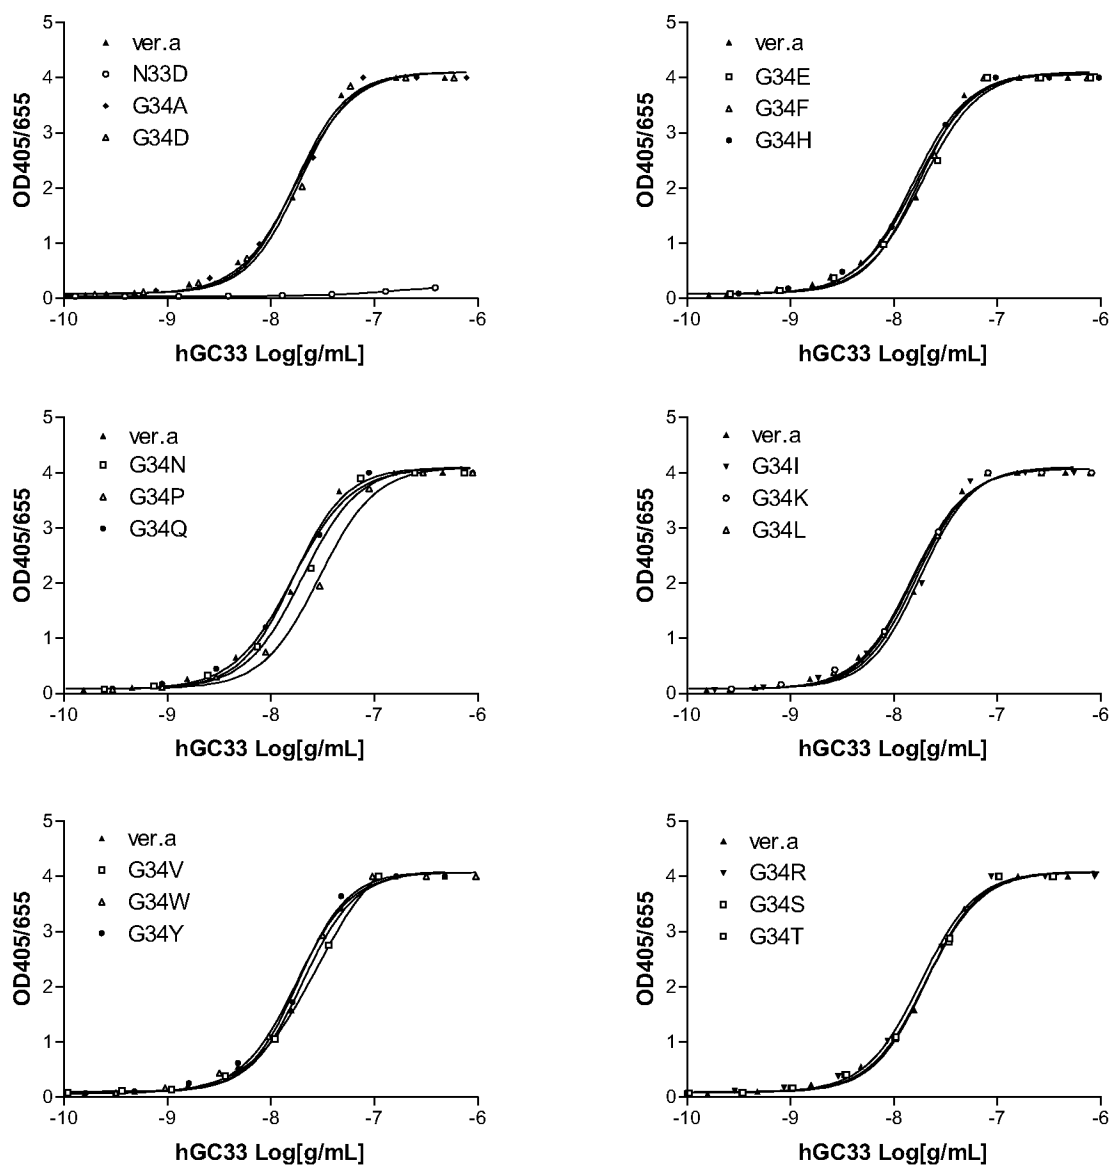 5
4
3
2
1
0
OD405/655
ver.a
N33D
G34A
G34D
-10 -9 -8 -7 -6
hGC33 Log[g/mL]
5
4
3
2
1
0
OD405/655
ver.a
G34E
G34F
G34H
-10 -9 -8 -7 -6
hGC33 Log[g/mL]
5
4
3
2
1
0
OD405/655
ver.a
G34N
G34P
G34Q
-10 -9 -8 -7 -6
hGC33 Log[g/mL]
5
4
3
2
1
0
OD405/655
ver.a
G34I
G34K
G34L
-10 -9 -8 -7 -6
hGC33 Log[g/mL]
5
4
3
2
1
0
OD405/655
ver.a
G34V
G34W
G34Y
-10 -9 -8 -7 -6
hGC33 Log[g/mL]
5
4
3
2
1
0
OD405/655
ver.a
G34R
G34S
G34T
-10 -9 -8 -7 -6
hGC33 Log[g/mL]